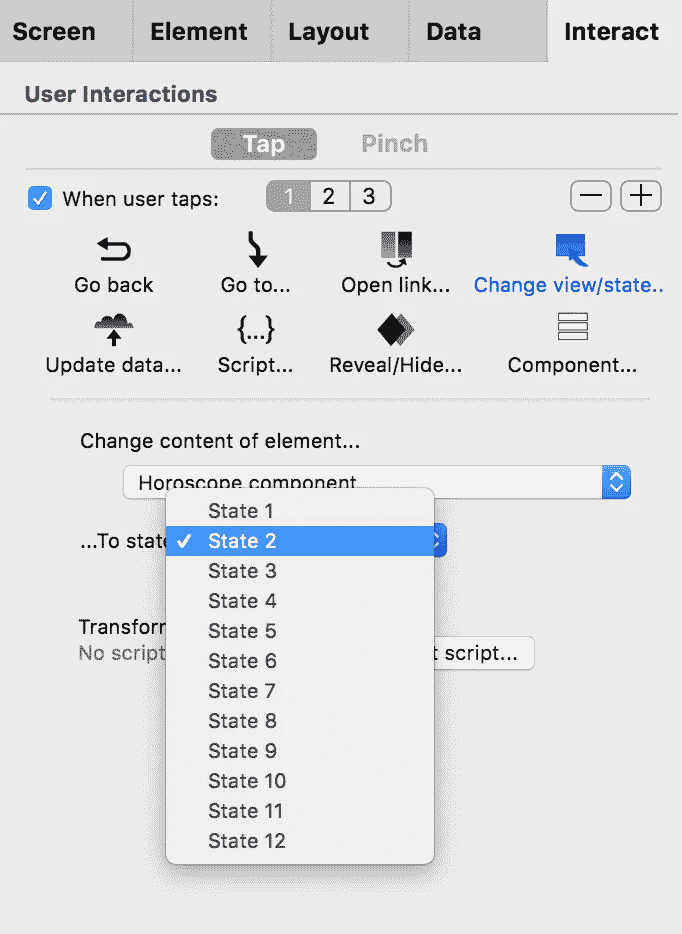 Screen Element Layout Data Interact
User Interactions
Tap Pinch
When user taps: 1 2 3
Go back Go to... Open link... Change view/state..
Update data... Script... Reveal/Hide... Component...
{...}
Change content of element...
Horoscope component
State 1
...To state ✓ State 2
State 3
State 4
State 5
Transfor
State 6
No script t script...
State 7
State 8
State 9
State 10
State 11
State 12